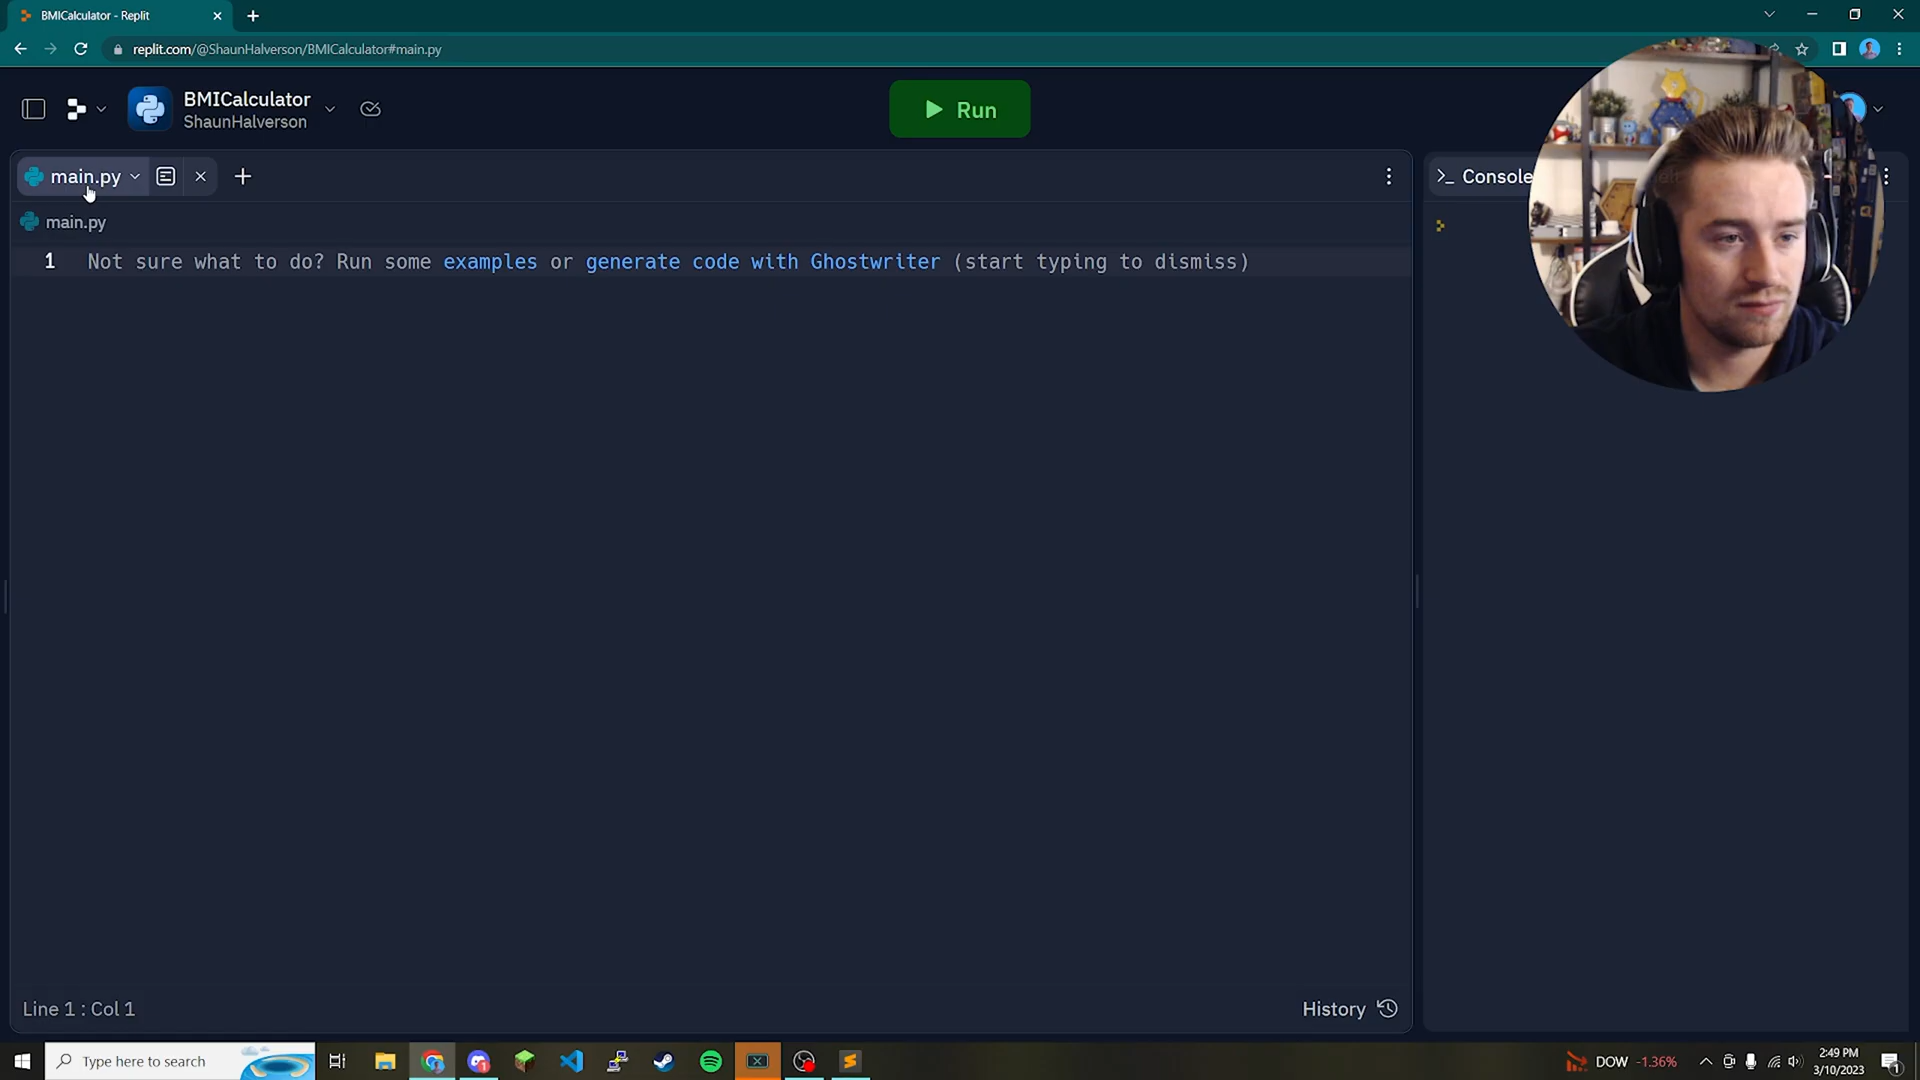 BMICalculator - Replit
replit.com/@ShaunHalverson/BMICalculator#main.py
BMICalculator
ShaunHalverson
Run
main.py
Console
main.py
1 Not sure what to do? Run some examples or generate code with Ghostwriter (start typing to dismiss)
Line 1 : Col 1
History
Type here to search
DOW -1.36%
2:49 PM
3/10/2023